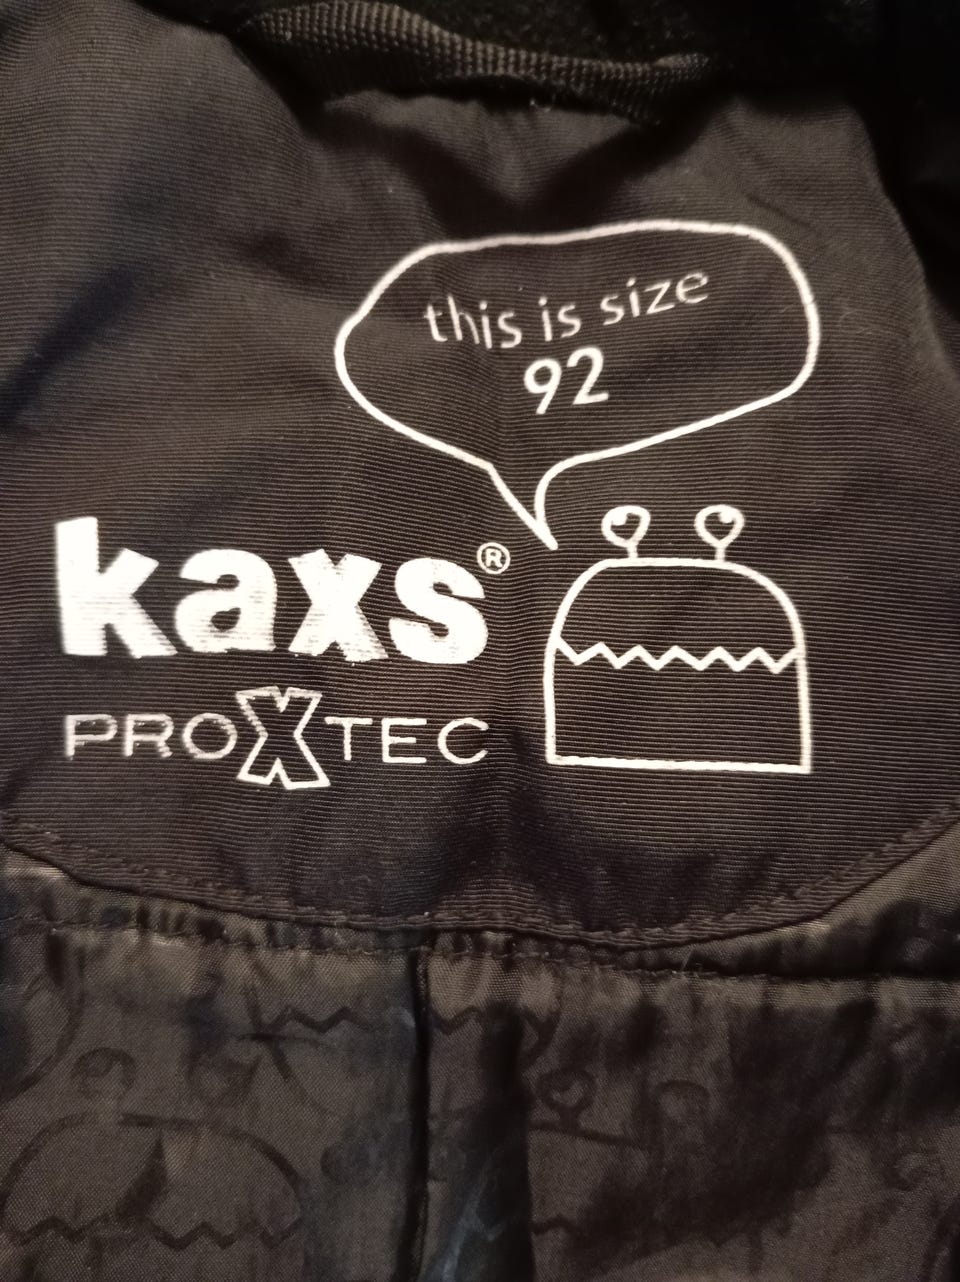 this is size
92
kaxs®
PROXTEC